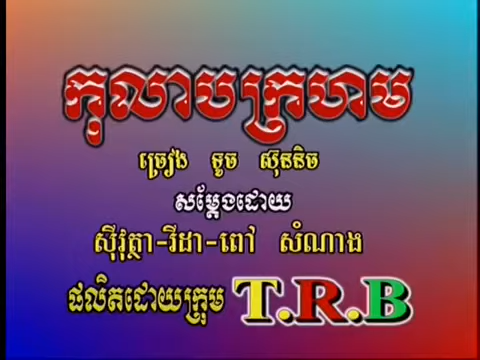 កុលាបក្រហម
ច្រៀង ទូច ស៊ុននិច
សម្ដែងដោយ
ស៊ីវុត្ថា-រីដា-ពៅ សំណាង
ផលិតដោយក្រុម T.R.B